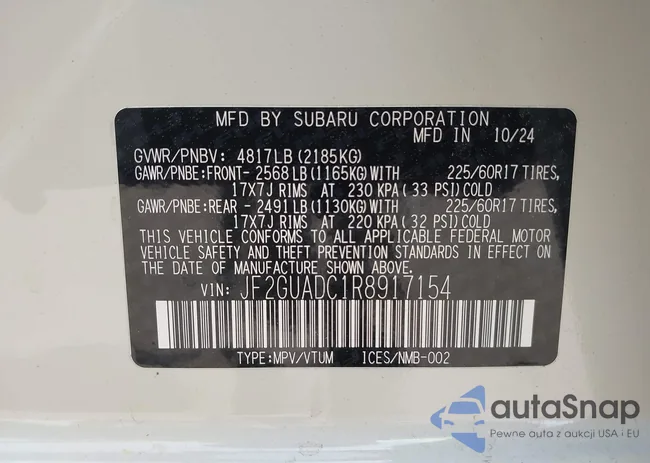 MFD BY SUBARU CORPORATION
MFD IN 10/24
GVWR/PNBV: 4817LB(2185KG)
GAWR/PNBE:FRONT- 2568LB(1165KG)WITH 225/60R17 TIRES,
17X7J RIMS AT 230 KPA(33 PSI)COLD
GAWR/PNBE:REAR - 2491LB(1130KG)WITH 225/60R17 TIRES,
17X7J RIMS AT 220 KPA(32 PSI)COLD
THIS VEHICLE CONFORMS TO ALL APPLICABLE FEDERAL MOTOR
VEHICLE SAFETY AND THEFT PREVENTION STANDARDS IN EFFECT ON THE
DATE OF MANUFACTURE SHOWN ABOVE.
VIN: JF2GUADC1R8917154
TYPE:MPV/VTUM ICES/NMB-002
autaSnap
Pewne auta z aukcji USA i EU